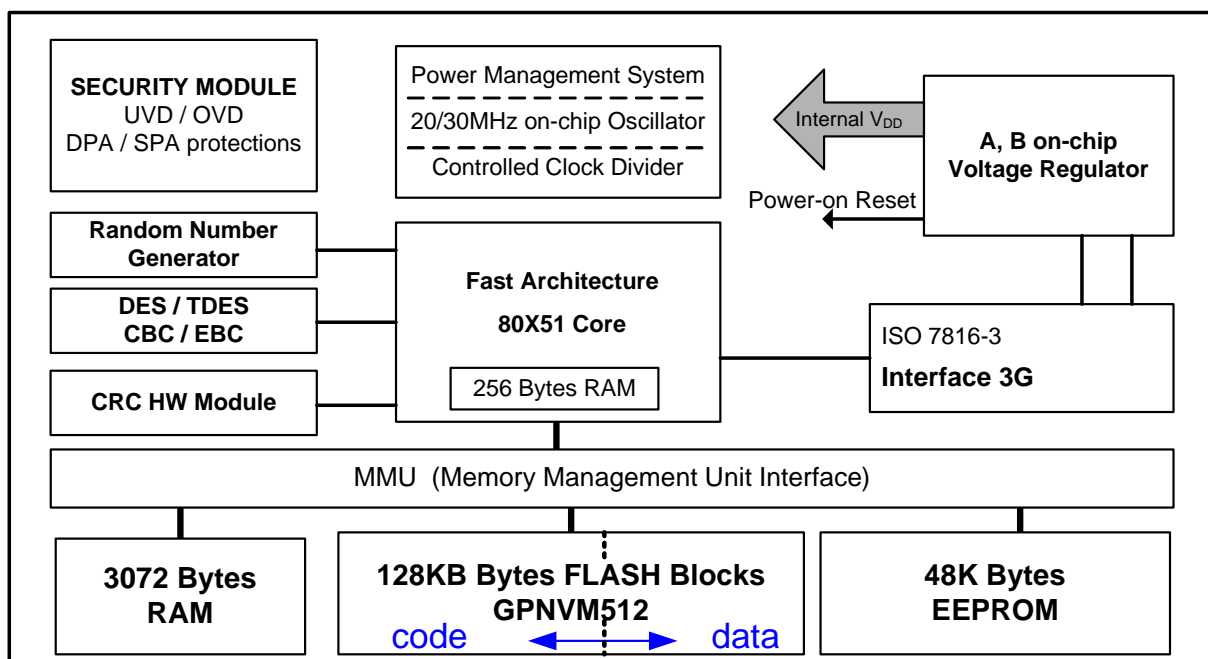 SECURITY MODULE
UVD / OVD
DPA / SPA protections
Power Management System
20/30MHz on-chip Oscillator
Controlled Clock Divider
Internal VDD
A, B on-chip
Voltage Regulator
Power-on Reset
Random Number
Generator
DES / TDES
CBC / EBC
CRC HW Module
Fast Architecture
80X51 Core
256 Bytes RAM
ISO 7816-3
Interface 3G
MMU (Memory Management Unit Interface)
3072 Bytes
RAM
128KB Bytes FLASH Blocks
GPNVM512
code data
48K Bytes
EEPROM